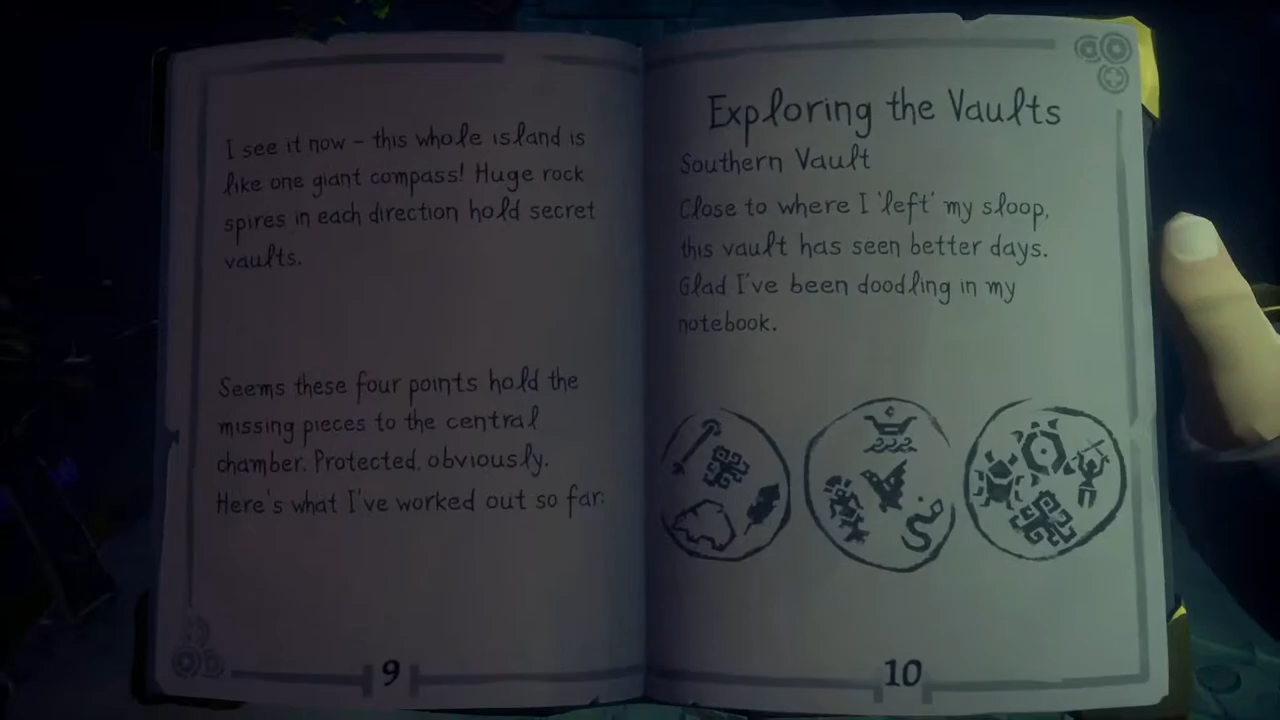 I see it now – this whole island is
like one giant compass! Huge rock
spires in each direction hold secret
vaults.
Seems these four points hold the
missing pieces to the central
chamber. Protected, obviously.
Here's what I've worked out so far:
9
Exploring the Vaults
Southern Vault
Close to where I 'left' my sloop,
this vault has seen better days.
Glad I've been doodling in my
notebook.
10